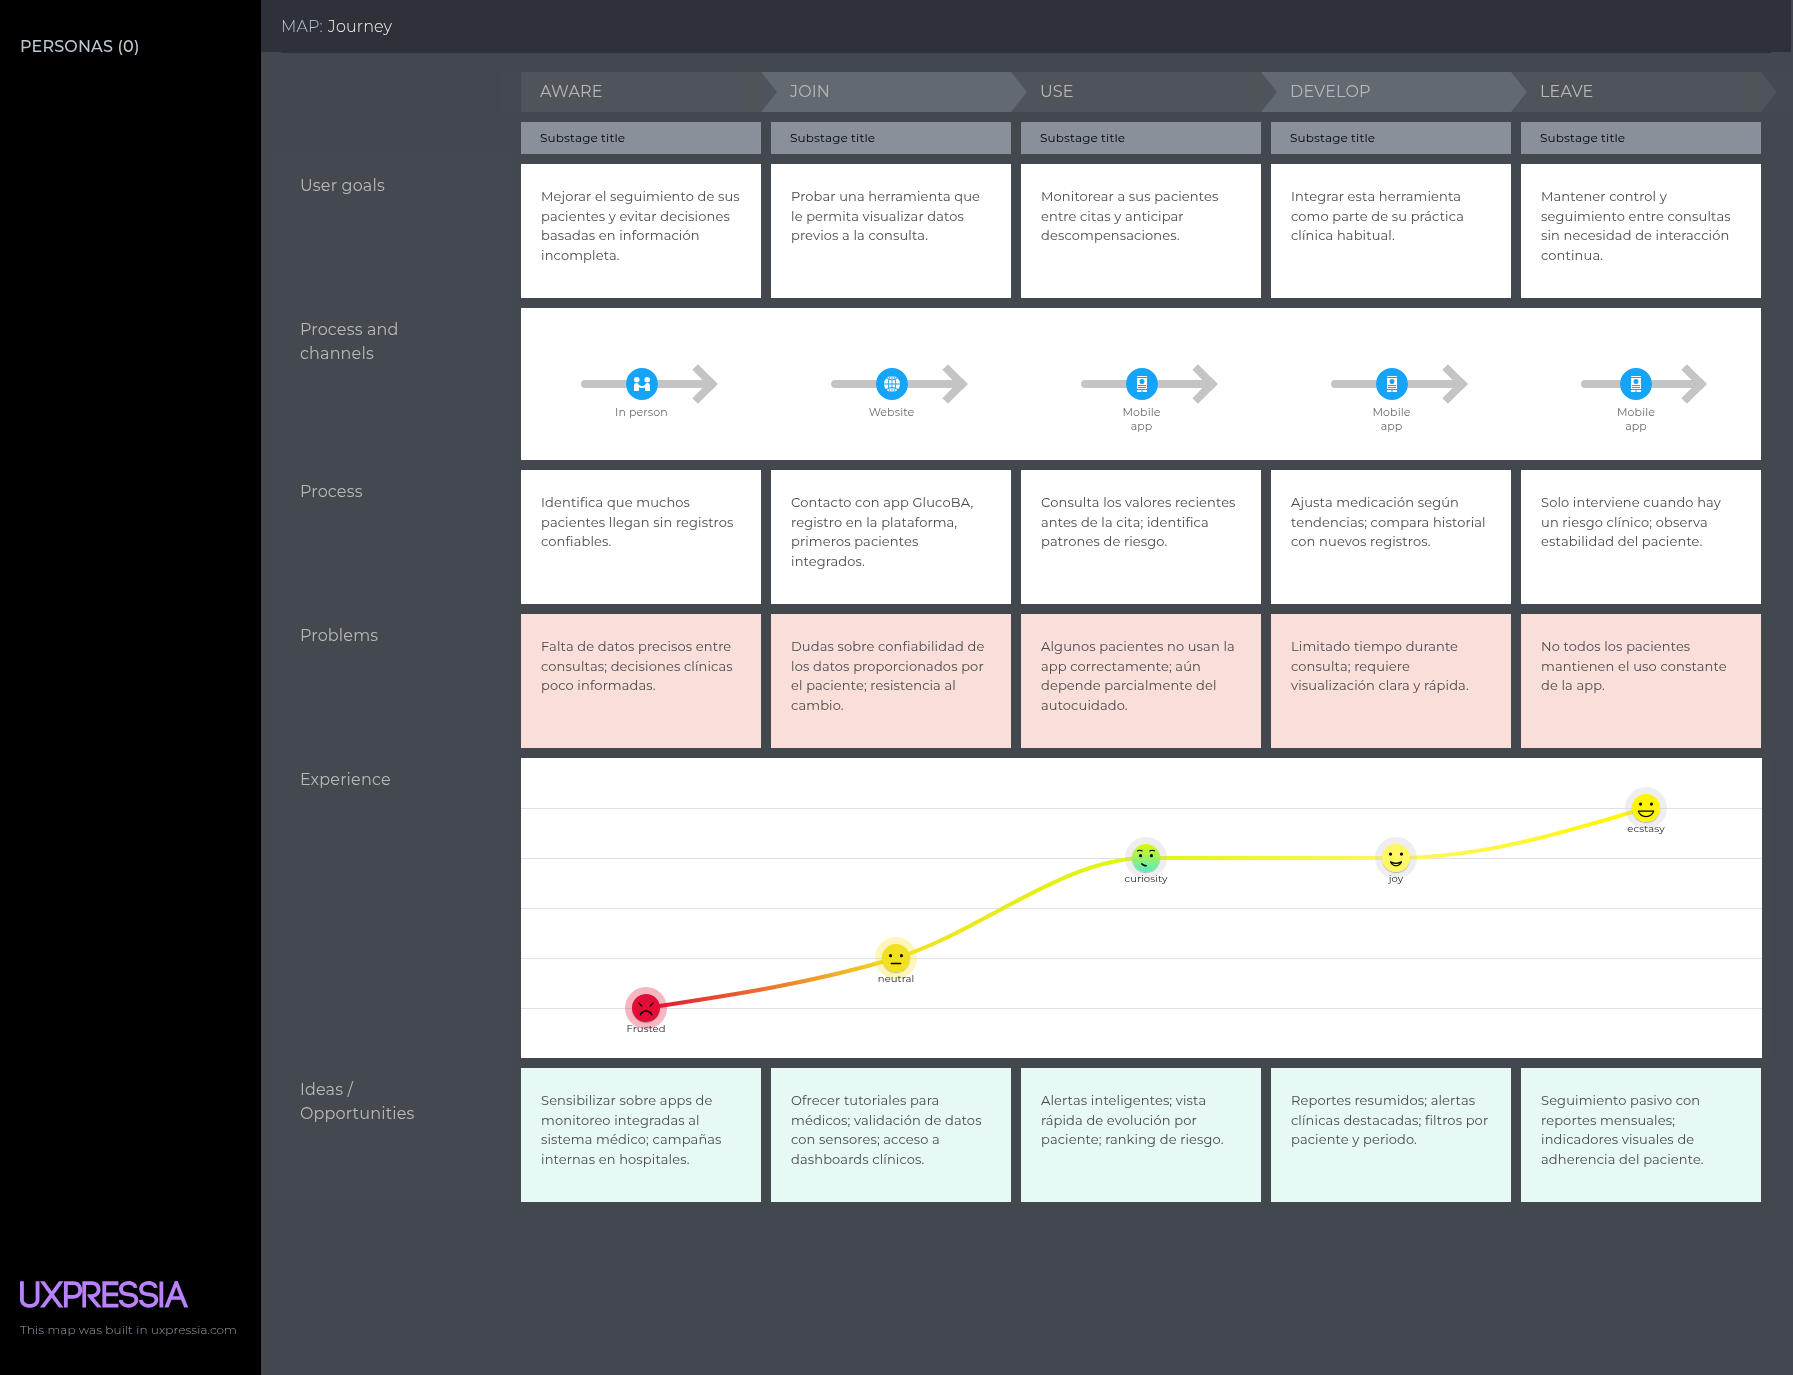 PERSONAS (0)
MAP: Journey
AWARE
JOIN
USE
DEVELOP
LEAVE
Substage title
Substage title
Substage title
Substage title
Substage title
User goals
Mejorar el seguimiento de sus
pacientes y evitar decisiones
basadas en información
incompleta.
Probar una herramienta que
le permita visualizar datos
previos a la consulta.
Monitorear a sus pacientes
entre citas y anticipar
descompensaciones.
Integrar esta herramienta
como parte de su práctica
clínica habitual.
Mantener control y
seguimiento entre consultas
sin necesidad de interacción
continua.
Process and
channels
In person
Website
Mobile
app
Mobile
app
Mobile
app
Process
Identifica que muchos
pacientes llegan sin registros
confiables.
Contacto con app GlucoBA,
registro en la plataforma,
primeros pacientes
integrados.
Consulta los valores recientes
antes de la cita; identifica
patrones de riesgo.
Ajusta medicación según
tendencias; compara historial
con nuevos registros.
Solo interviene cuando hay
un riesgo clínico; observa
estabilidad del paciente.
Problems
Falta de datos precisos entre
consultas; decisiones clínicas
poco informadas.
Dudas sobre confiabilidad de
los datos proporcionados por
el paciente; resistencia al
cambio.
Algunos pacientes no usan la
app correctamente; aún
depende parcialmente del
autocuidado.
Limitado tiempo durante
consulta; requiere
visualización clara y rápida.
No todos los pacientes
mantienen el uso constante
de la app.
Experience
ecstasy
curiosity
joy
neutral
Frusted
Ideas /
Opportunities
Sensibilizar sobre apps de
monitoreo integradas al
sistema médico; campañas
internas en hospitales.
Ofrecer tutoriales para
médicos; validación de datos
con sensores; acceso a
dashboards clínicos.
Alertas inteligentes; vista
rápida de evolución por
paciente; ranking de riesgo.
Reportes resumidos; alertas
clínicas destacadas; filtros por
paciente y periodo.
Seguimiento pasivo con
reportes mensuales;
indicadores visuales de
adherencia del paciente.
UXPRESSIA
This map was built in uxpressia.com